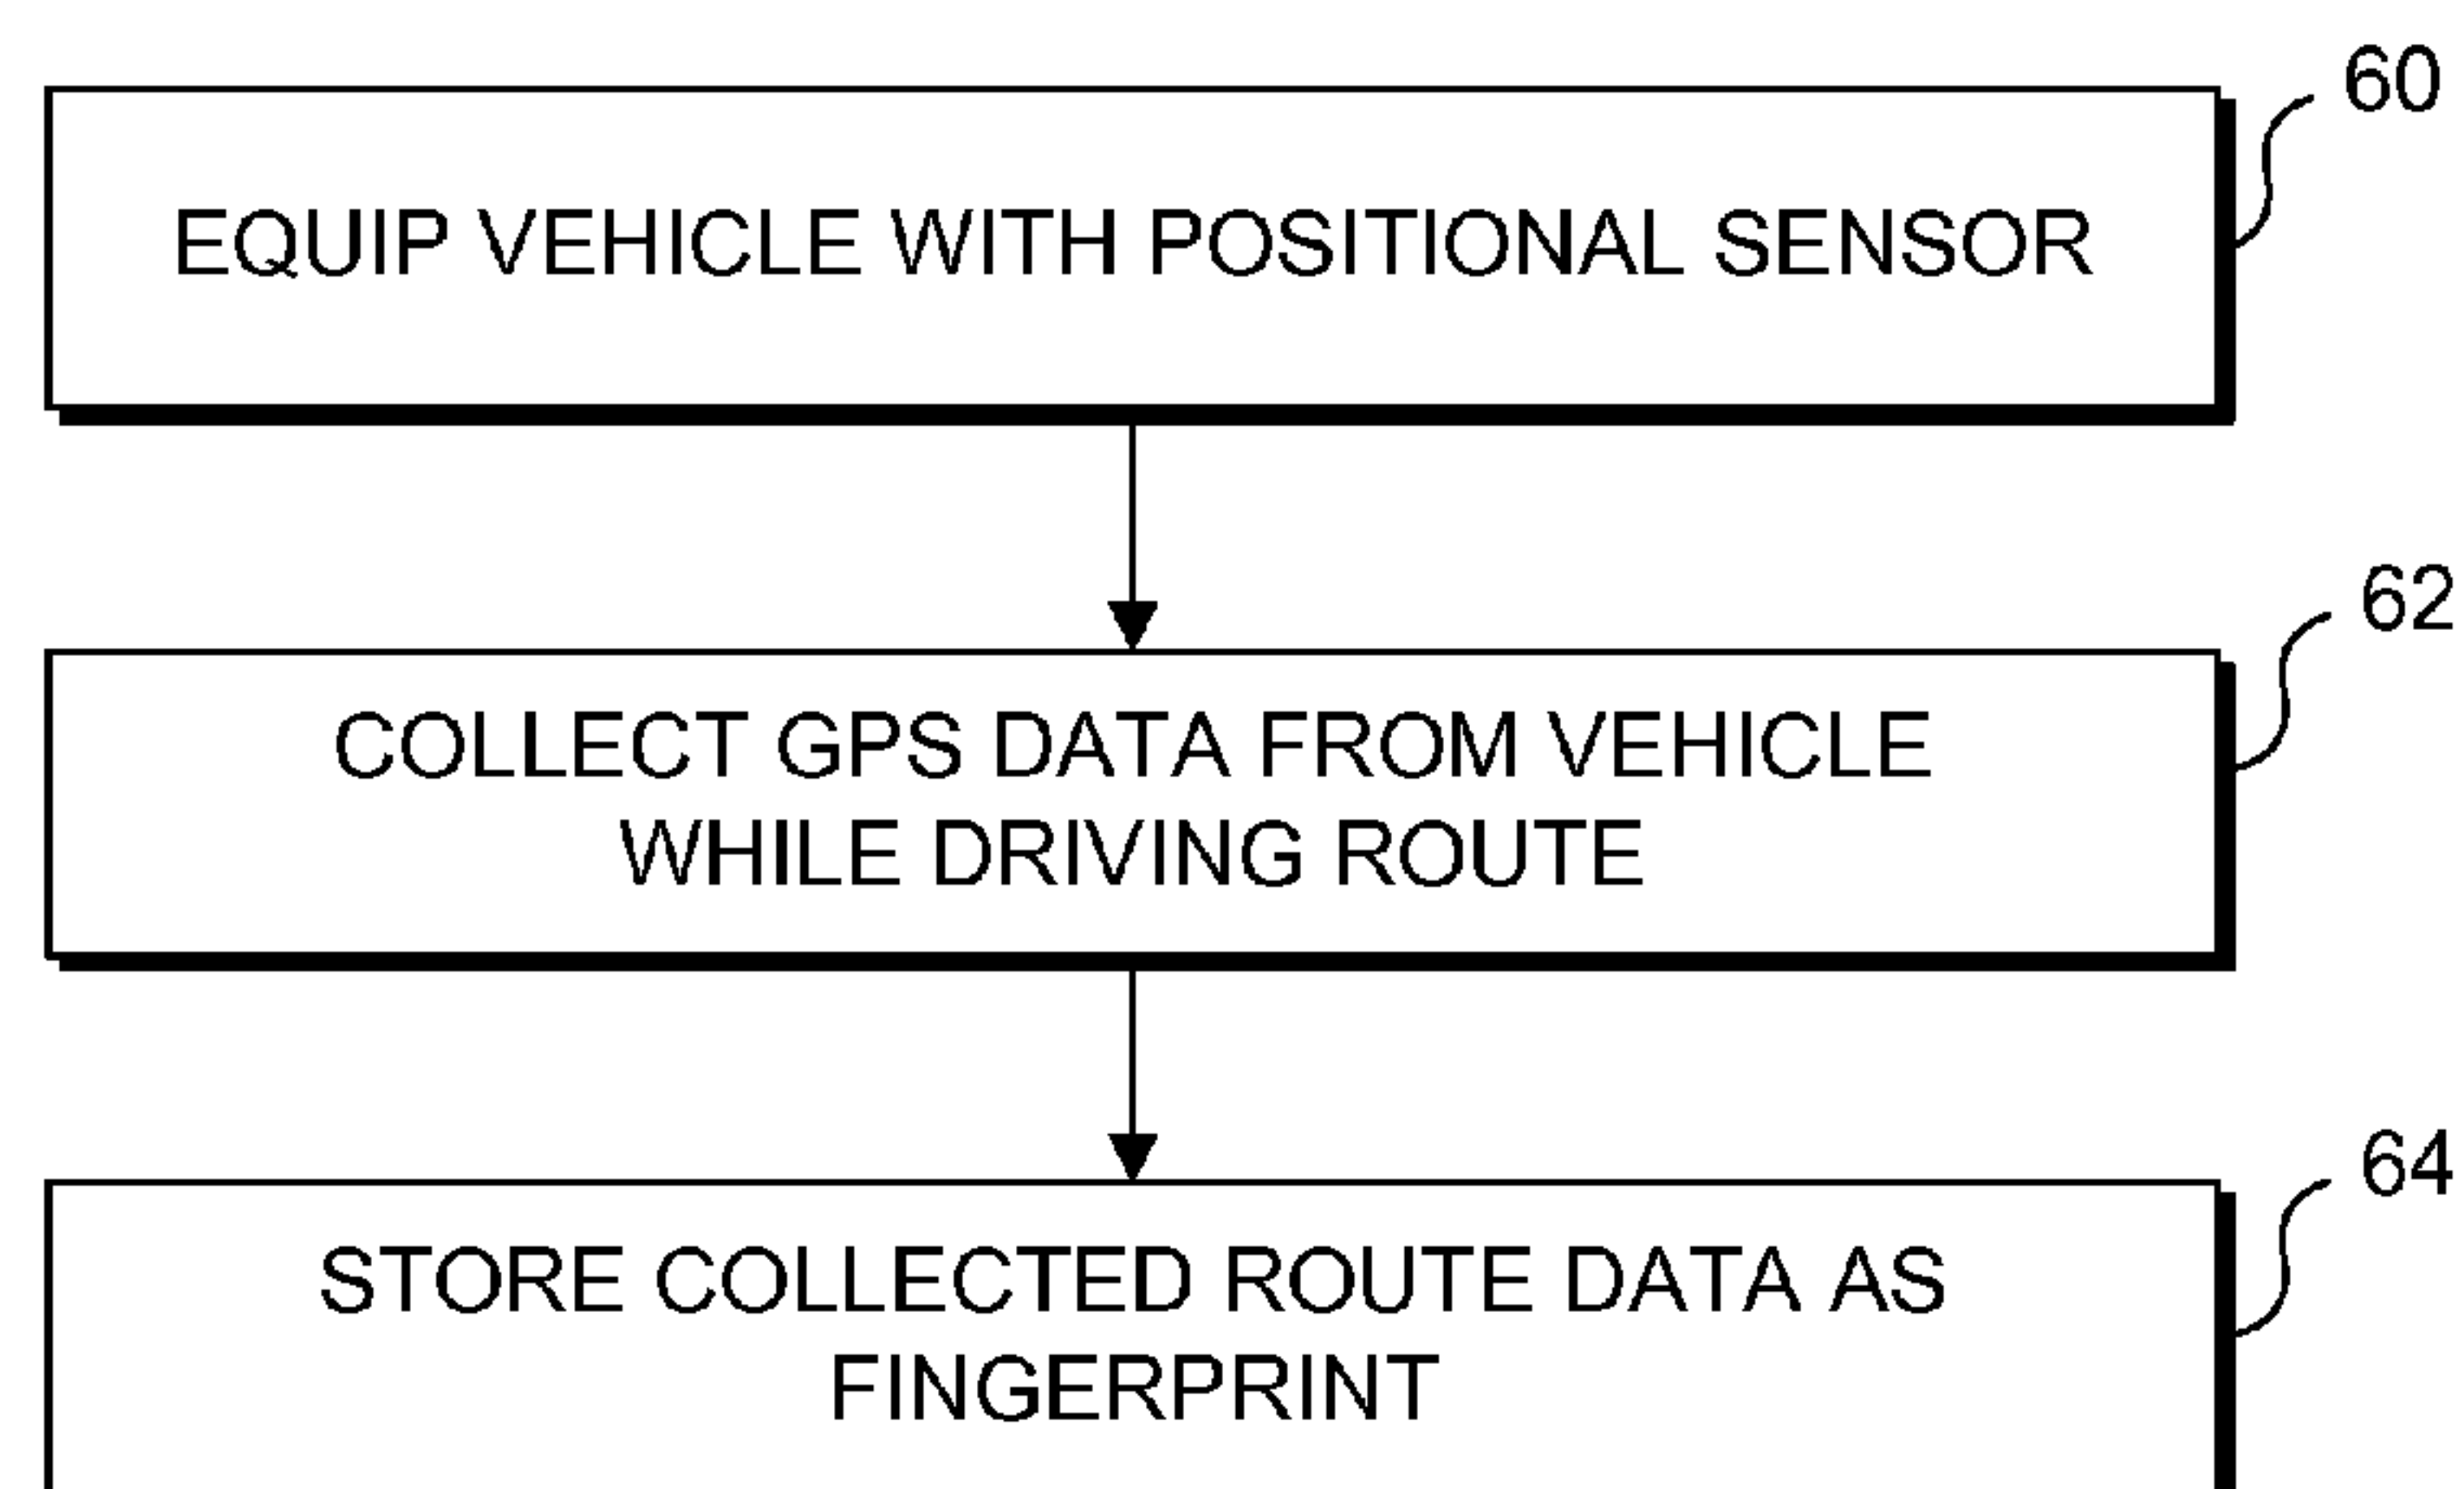 60
EQUIP VEHICLE WITH POSITIONAL SENSOR
62
COLLECT GPS DATA FROM VEHICLE
WHILE DRIVING ROUTE
64
STORE COLLECTED ROUTE DATA AS
FINGERPRINT